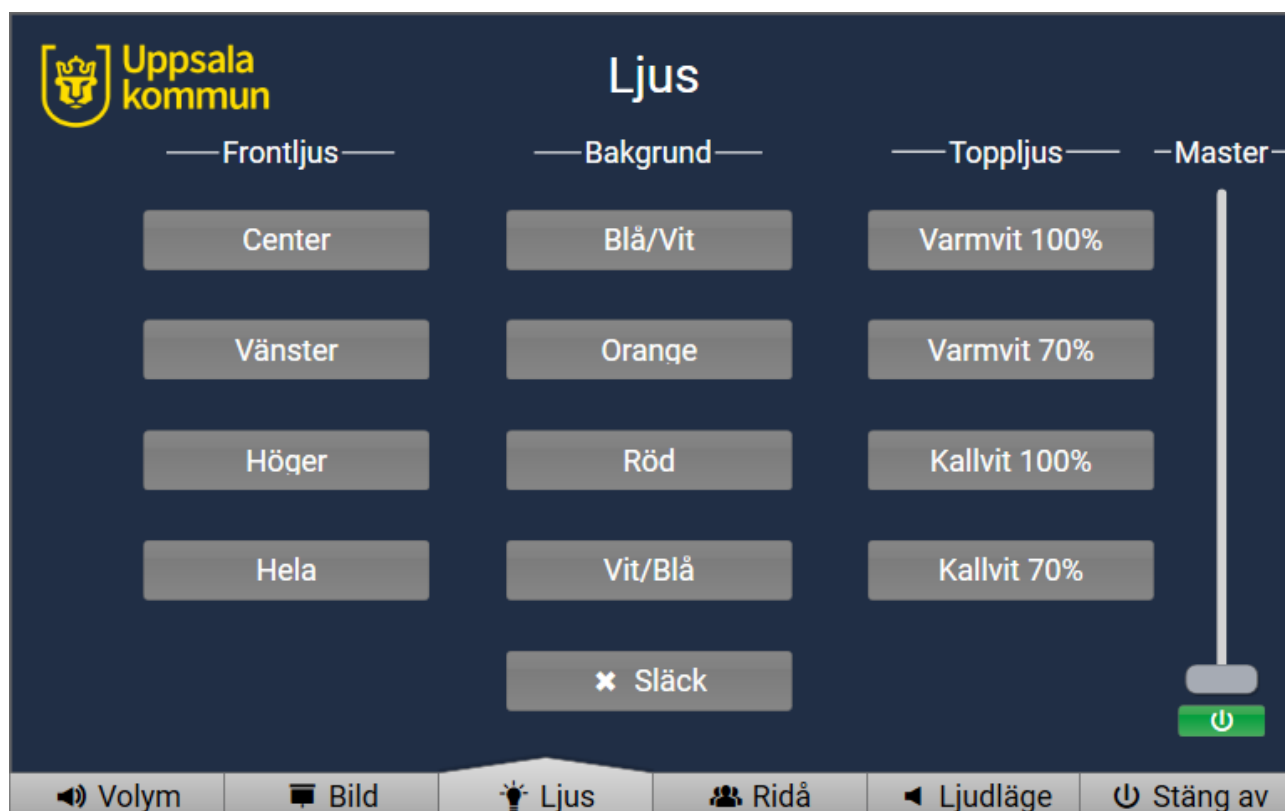 Uppsala
kommun
Ljus
Frontljus
Bakgrund
Toppljus
Master
Center
Blå/Vit
Varmvit 100%
Vänster
Orange
Varmvit 70%
Höger
Röd
Kallvit 100%
Hela
Vit/Blå
Kallvit 70%
Släck
Volym
Bild
Ljus
Ridå
Ljudläge
Stäng av